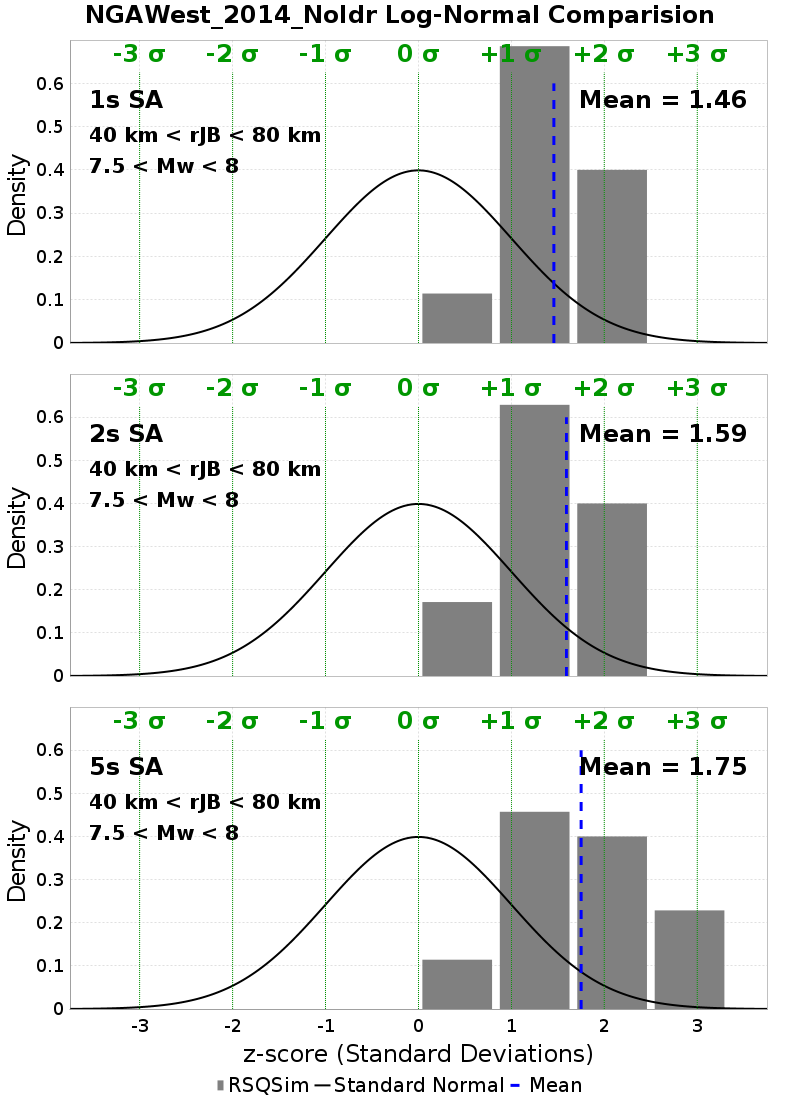 NGAWest_2014_NoIdr Log-Normal Comparision
-3 σ -2 σ -1 σ 0 σ +1 σ +2 σ +3 σ
0.6
1s SA Mean = 1.46
0.5
40 km < rJB < 80 km
7.5 < Mw < 8
0.4
0.3
0.2
0.1
0
Density
-3 σ -2 σ -1 σ 0 σ +1 σ +2 σ +3 σ
0.6
2s SA Mean = 1.59
0.5
40 km < rJB < 80 km
7.5 < Mw < 8
0.4
0.3
0.2
0.1
0
Density
-3 σ -2 σ -1 σ 0 σ +1 σ +2 σ +3 σ
0.6
5s SA Mean = 1.75
0.5
40 km < rJB < 80 km
7.5 < Mw < 8
0.4
0.3
0.2
0.1
0
Density
-3 -2 -1 0 1 2 3
z-score (Standard Deviations)
RSQSim Standard Normal Mean